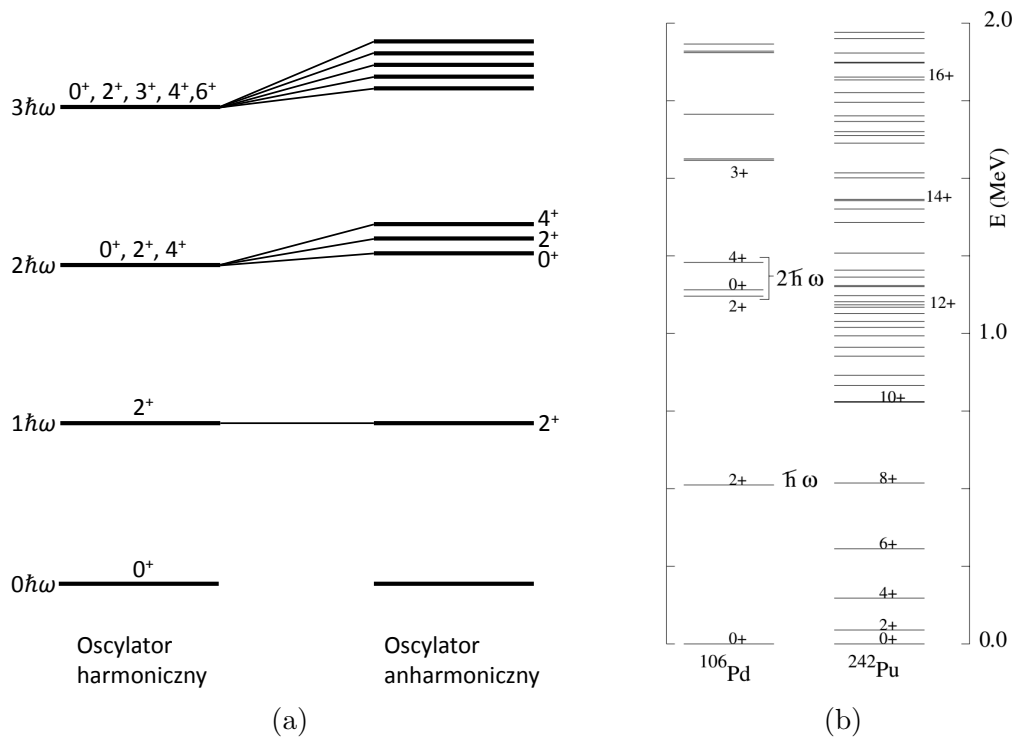 0⁺, 2⁺, 3⁺, 4⁺,6⁺
3ℏω
0⁺, 2⁺, 4⁺
2ℏω
4⁺
2⁺
0⁺
2⁺
1ℏω
2⁺
0⁺
0ℏω
Oscylator
harmoniczny
Oscylator
anharmoniczny
(a)
3+
4+
0+
2+
2ℏ ω
2+
ℏ ω
0+
¹⁰⁶Pd
16+
14+
12+
10+
8+
6+
4+
2+
0+
²⁴²Pu
2.0
E (MeV)
1.0
0.0
(b)